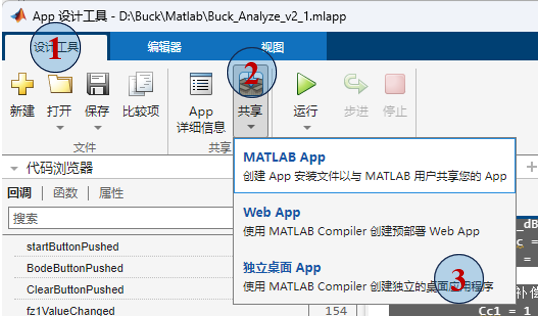 App 设计工具 - D:\Buck\Matlab\Buck_Analyze_v2_1.mlapp
设计工具 编辑器 视图
1
2
新建 打开 保存 比较项 App 详细信息 共享 运行 步进 停止
文件 共享
MATLAB App
创建 App 安装文件以与 MATLAB 用户共享您的 App
Web App
使用 MATLAB Compiler 创建预部署 Web App
独立桌面 App
使用 MATLAB Compiler 创建独立的桌面应用程序
3
代码浏览器
回调 函数 属性
搜索
startButtonPushed
BodeButtonPushed
ClearButtonPushed
fz1ValueChanged
154
_dB
c =
=
补偿
Cc1 = 1